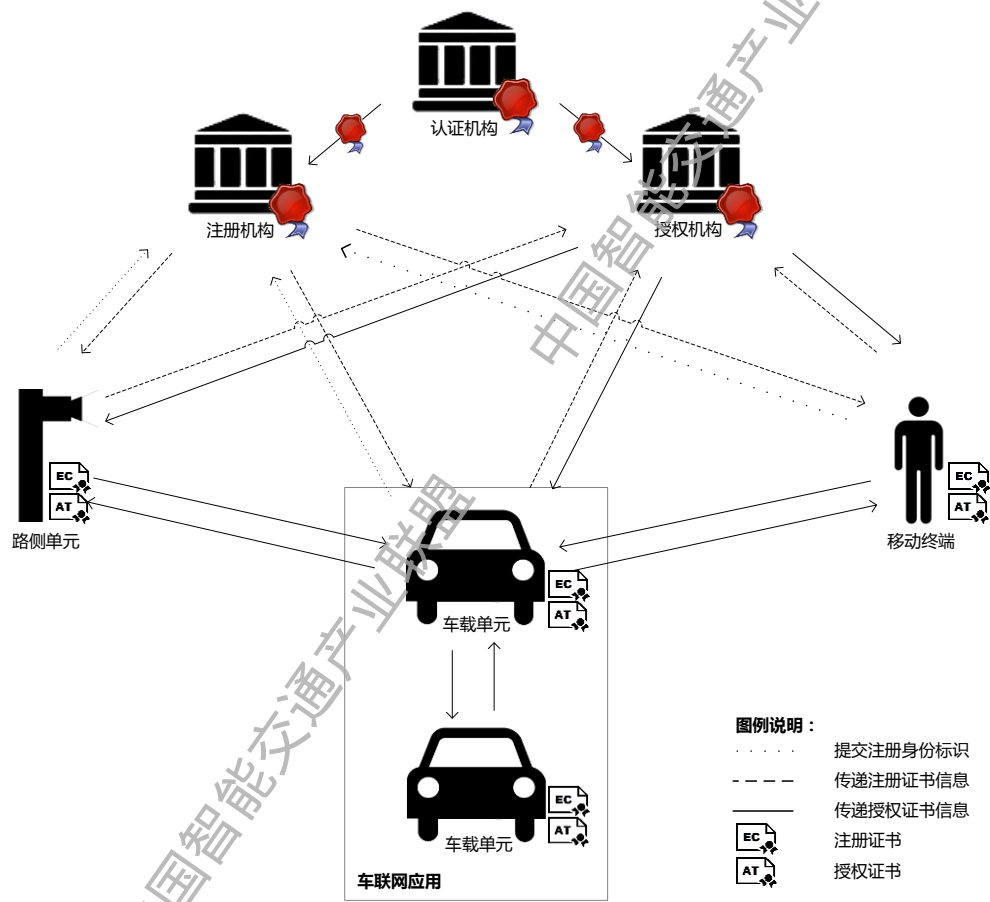 认证机构
注册机构
授权机构
EC
AT
路侧单元
EC
AT
移动终端
EC
AT
车载单元
EC
AT
车载单元
车联网应用
图例说明：
提交注册身份标识
传递注册证书信息
传递授权证书信息
EC
注册证书
AT
授权证书
中国智能交通产业
中国智能交通产业联盟